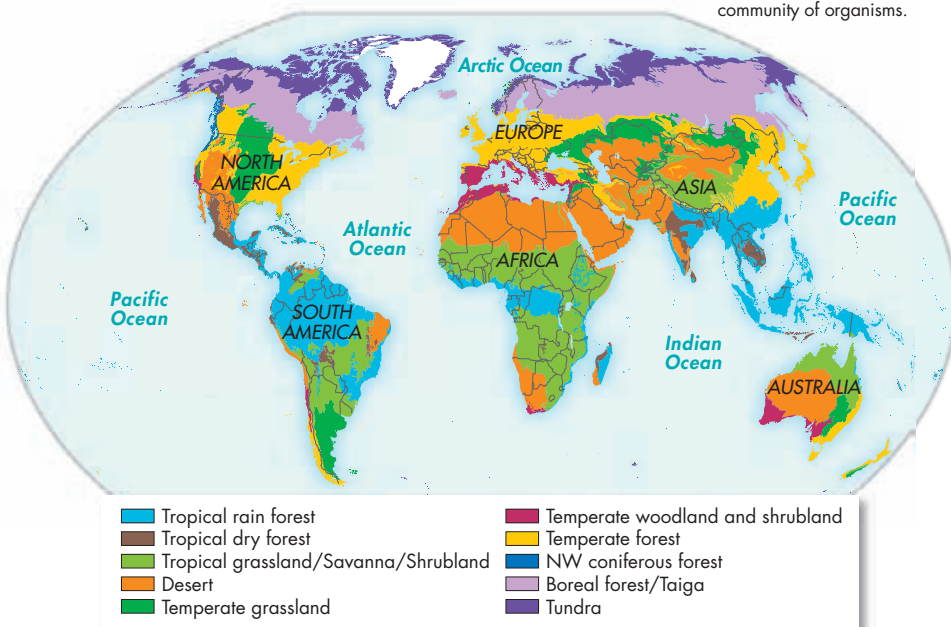 community of organisms.
Arctic Ocean
EUROPE
NORTH
AMERICA
ASIA
Pacific
Ocean
Atlantic
Ocean
AFRICA
Pacific
Ocean
SOUTH
AMERICA
Indian
Ocean
AUSTRALIA
Tropical rain forest
Tropical dry forest
Tropical grassland/Savanna/Shrubland
Desert
Temperate grassland
Temperate woodland and shrubland
Temperate forest
NW coniferous forest
Boreal forest/Taiga
Tundra